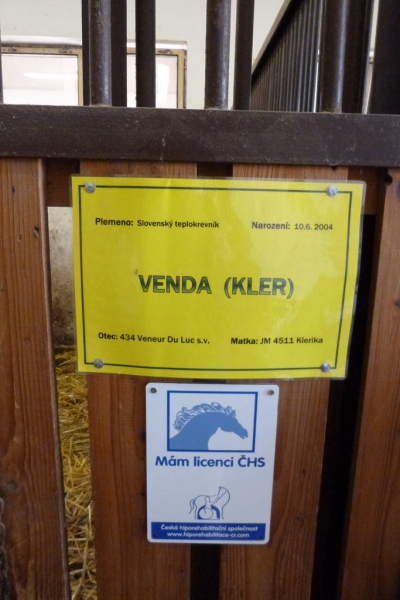 Plemeno: Slovenský teplokrevník Narození: 10.6. 2004
VENDA (KLER)
Otec: 434 Veneur Du Luc s.v. Matka: JM 4511 Klerika
Mám licenci ČHS
Česká hiporehabilitační společnost
www.hiporehabilitace-cr.com